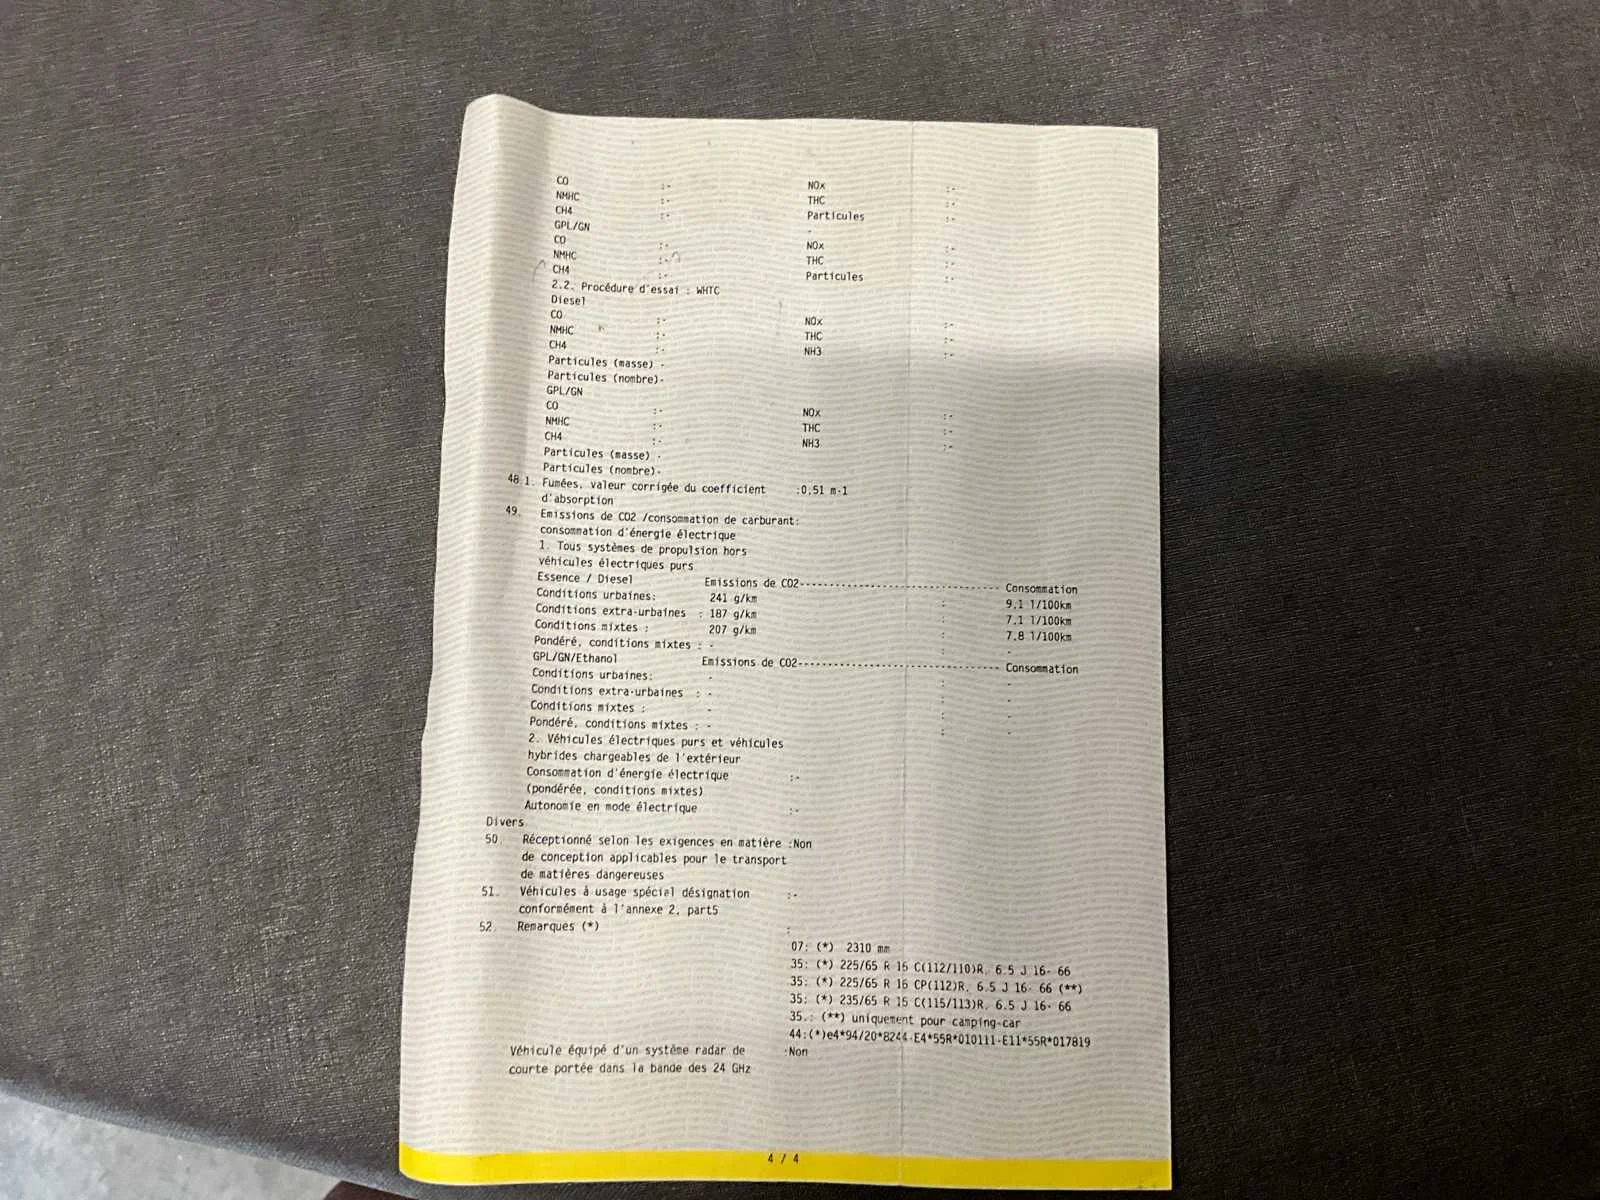 CO :- NOx :-
NMHC :- THC :-
CH4 :- Particules :-
GPL/GN -
CO :- NOx :-
NMHC :- THC :-
CH4 :- Particules :-
2.2. Procédure d'essai : WHTC
Diesel
CO :- NOx :-
NMHC :- THC :-
CH4 :- NH3 :-
Particules (masse) -
Particules (nombre)-
GPL/GN
CO :- NOx :-
NMHC :- THC :-
CH4 :- NH3 :-
Particules (masse) -
Particules (nombre)-
48.1. Fumées, valeur corrigée du coefficient :0,51 m-1
d'absorption
49. Emissions de CO2 /consommation de carburant:
consommation d'énergie électrique
1. Tous systèmes de propulsion hors
véhicules électriques purs
Essence / Diesel Emissions de CO2------------------------------ Consommation
Conditions urbaines: 241 g/km : 9.1 l/100km
Conditions extra-urbaines : 187 g/km : 7.1 l/100km
Conditions mixtes : 207 g/km : 7.8 l/100km
Pondéré, conditions mixtes : - : -
GPL/GN/Ethanol Emissions de CO2------------------------------ Consommation
Conditions urbaines: - : -
Conditions extra-urbaines : - : -
Conditions mixtes : - : -
Pondéré, conditions mixtes : - : -
2. Véhicules électriques purs et véhicules
hybrides chargeables de l'extérieur
Consommation d'énergie électrique :-
(pondérée, conditions mixtes)
Autonomie en mode électrique :-
Divers
50. Réceptionné selon les exigences en matière :Non
de conception applicables pour le transport
de matières dangereuses
51. Véhicules à usage spécial désignation :-
conformément à l'annexe 2, part5
52. Remarques (*) :
07: (*) 2310 mm
35: (*) 225/65 R 16 C(112/110)R, 6.5 J 16- 66
35: (*) 225/65 R 16 CP(112)R, 6.5 J 16- 66 (**)
35: (*) 235/65 R 16 C(115/113)R, 6.5 J 16- 66
35.: (**) uniquement pour camping-car
44:(*)e4*94/20*8244-E4*55R*010111-E11*55R*017819
Véhicule équipé d'un système radar de :Non
courte portée dans la bande des 24 GHz
4 / 4